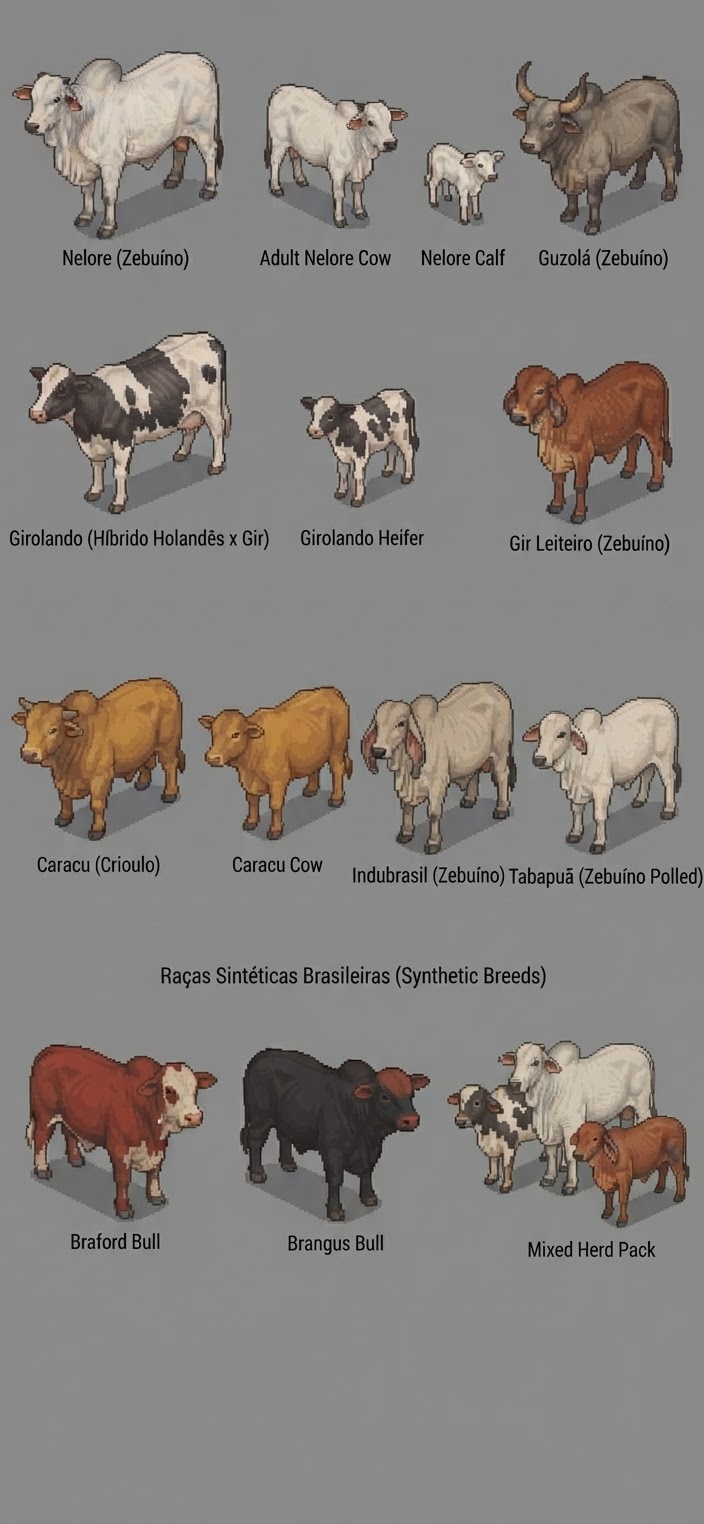 Nelore (Zebuíno)
Adult Nelore Cow
Nelore Calf
Guzolá (Zebuíno)
Girolando (Híbrido Holandês x Gir)
Girolando Heifer
Gir Leiteiro (Zebuíno)
Caracu (Crioulo)
Caracu Cow
Indubrasil (Zebuíno)
Tabapuã (Zebuíno Polled)
Raças Sintéticas Brasileiras (Synthetic Breeds)
Braford Bull
Brangus Bull
Mixed Herd Pack